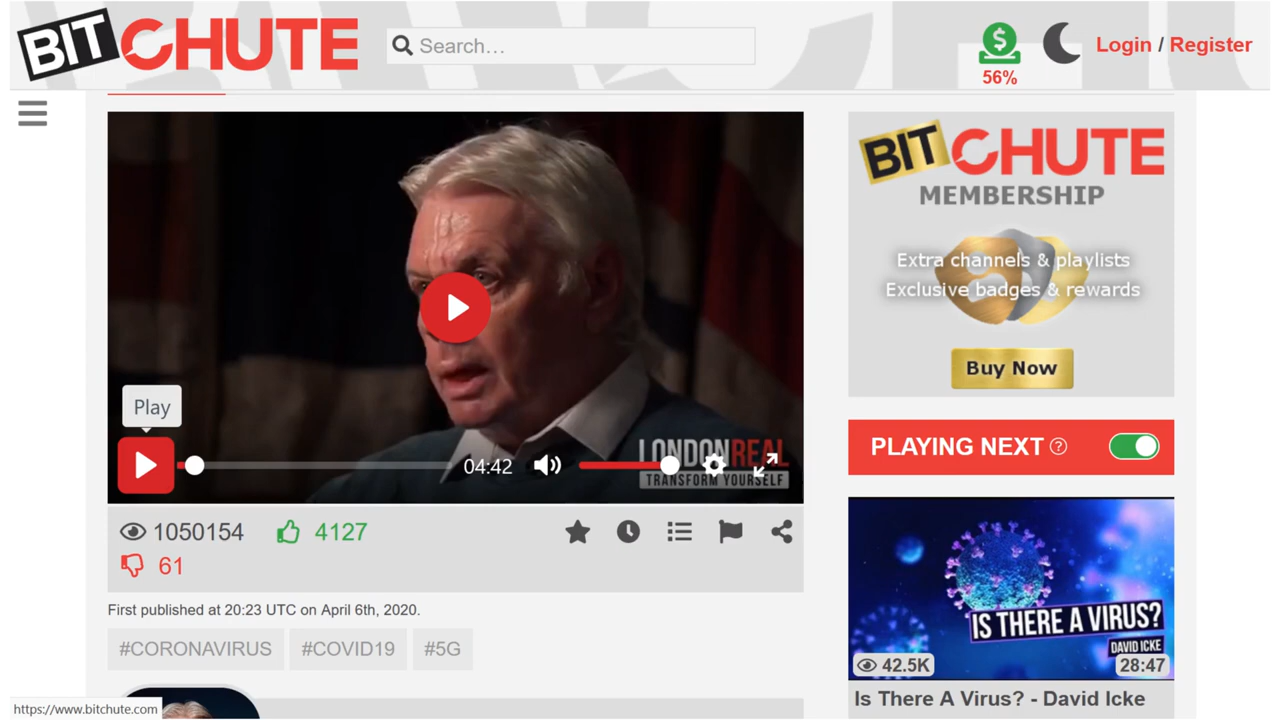 BITCHUTE
Search...
56%
Login / Register
Play
04:42
LONDONREAL
TRANSFORM YOURSELF
1050154
4127
61
First published at 20:23 UTC on April 6th, 2020.
#CORONAVIRUS
#COVID19
#5G
https://www.bitchute.com
BITCHUTE
MEMBERSHIP
Extra channels & playlists
Exclusive badges & rewards
Buy Now
PLAYING NEXT ?
IS THERE A VIRUS?
DAVID ICKE
42.5K
28:47
Is There A Virus? - David Icke